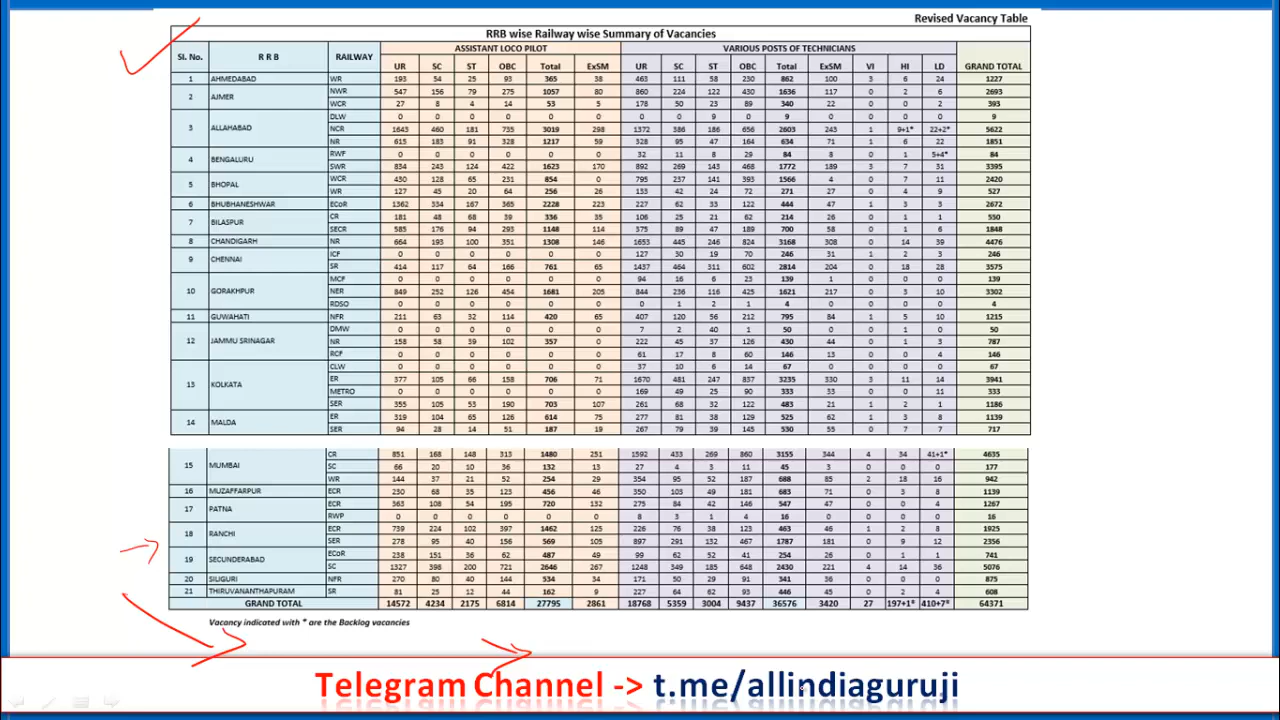 Revised Vacancy Table
RRB wise Railway wise Summary of Vacancies
Sl. No. R R B RAILWAY ASSISTANT LOCO PILOT VARIOUS POSTS OF TECHNICIANS GRAND TOTAL
UR SC ST OBC Total ExSM UR SC ST OBC Total ExSM VI HI LD
1 AHMEDABAD WR 193 54 25 93 365 38 463 111 58 230 862 100 3 6 24 1227
2 AJMER NWR 547 156 79 275 1057 80 860 224 122 430 1636 117 0 2 6 2693
WCR 27 8 4 14 53 5 178 50 23 89 340 22 0 0 2 393
3 ALLAHABAD DLW 0 0 0 0 0 0 0 0 9 0 9 0 0 0 0 9
NCR 1643 460 181 735 3019 298 1372 386 186 656 2603 243 1 9+1* 22+2* 5622
NR 615 183 91 328 1217 59 328 95 47 164 634 71 1 6 22 1851
4 BENGALURU RWF 0 0 0 0 0 0 32 11 8 29 84 8 0 1 5+4* 84
SWR 834 243 124 422 1623 170 892 269 143 468 1772 189 3 7 31 3395
5 BHOPAL WCR 430 128 65 231 854 0 795 237 141 393 1566 4 0 7 11 2420
WR 127 45 20 64 256 26 133 42 24 72 271 27 0 4 9 527
6 BHUBHANESHWAR ECoR 1362 334 167 365 2228 223 227 62 33 122 444 47 1 3 3 2672
7 BILASPUR CR 181 48 68 39 336 35 106 25 21 62 214 26 0 1 1 550
SECR 585 176 94 293 1148 114 375 89 47 189 700 58 0 1 6 1848
8 CHANDIGARH NR 664 193 100 351 1308 146 1653 445 246 824 3168 308 0 14 39 4476
9 CHENNAI ICF 0 0 0 0 0 0 127 30 19 70 246 31 1 2 3 246
SR 414 117 64 166 761 65 1437 464 311 602 2814 204 0 18 28 3575
10 GORAKHPUR MCF 0 0 0 0 0 0 94 16 6 23 139 1 0 0 0 139
NER 849 252 126 454 1681 205 844 236 116 425 1621 217 0 3 10 3302
RDSO 0 0 0 0 0 0 0 1 2 1 4 0 0 0 0 4
11 GUWAHATI NFR 211 63 32 114 420 65 407 120 56 212 795 84 1 5 10 1215
12 JAMMU SRINAGAR DMW 0 0 0 0 0 0 7 2 40 1 50 0 0 1 0 50
NR 158 58 39 102 357 0 222 45 37 126 430 44 0 1 3 787
RCF 0 0 0 0 0 0 61 17 8 60 146 13 0 0 4 146
13 KOLKATA CLW 0 0 0 0 0 0 37 10 6 14 67 0 0 0 0 67
ER 377 105 66 158 706 71 1670 481 247 837 3235 330 3 11 14 3941
METRO 0 0 0 0 0 0 169 49 25 90 333 33 0 0 11 333
SER 355 105 53 190 703 107 261 68 32 122 483 21 1 2 1 1186
14 MALDA ER 319 104 65 126 614 75 277 81 38 129 525 62 1 3 8 1139
SER 94 28 14 51 187 19 267 79 39 145 530 55 0 7 7 717
15 MUMBAI CR 851 168 148 313 1480 251 1592 433 269 860 3155 344 4 34 41+1* 4635
SC 66 20 10 36 132 13 27 4 3 11 45 3 0 0 0 177
WR 144 37 21 52 254 29 354 95 52 187 688 85 2 18 16 942
16 MUZAFFARPUR ECR 230 68 35 123 456 46 350 103 49 181 683 71 0 3 8 1139
17 PATNA ECR 363 108 54 195 720 132 275 84 42 146 547 47 0 0 4 1267
RWP 0 0 0 0 0 0 8 3 1 4 16 0 0 0 0 16
18 RANCHI ECR 739 224 102 397 1462 125 226 76 38 123 463 46 1 2 8 1925
SER 278 95 40 156 569 105 897 291 132 467 1787 181 0 9 12 2356
19 SECUNDERABAD ECoR 238 151 36 62 487 49 99 62 52 41 254 26 0 1 1 741
SC 1327 398 200 721 2646 267 1248 349 185 648 2430 221 4 14 36 5076
20 SILIGURI NFR 270 80 40 144 534 34 171 50 29 91 341 36 0 0 0 875
21 THIRUVANANTHAPURAM SR 81 25 12 44 162 9 227 64 62 93 446 45 0 2 4 608
GRAND TOTAL 14572 4234 2175 6814 27795 2861 18768 5359 3004 9437 36576 3420 27 197+1* 410+7* 64371
Vacancy indicated with * are the Backlog vacancies
Telegram Channel -> t.me/allindiaguruji